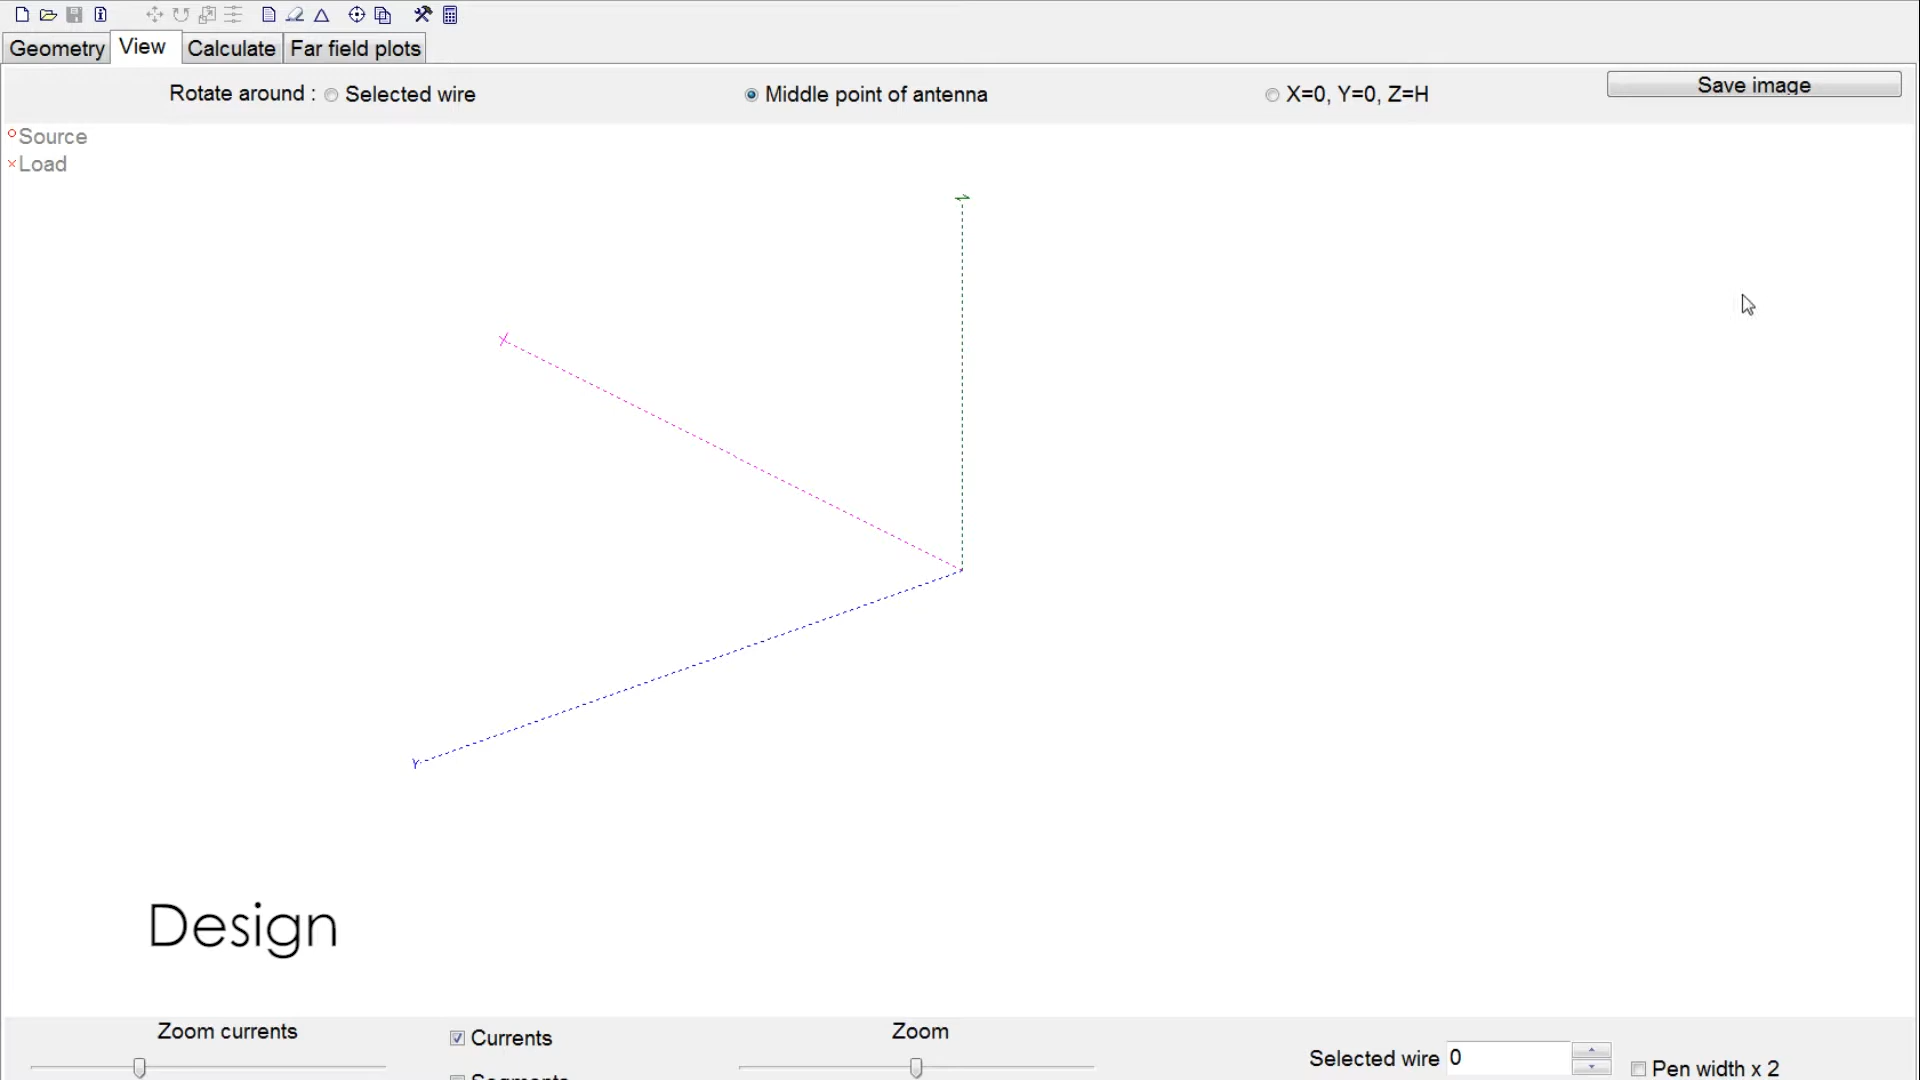 Geometry View Calculate Far field plots
Rotate around : Selected wire Middle point of antenna X=0, Y=0, Z=H Save image
Source
Load
Z
X
Y
Design
Zoom currents Currents Zoom
Selected wire 0 Pen width x 2
Segments